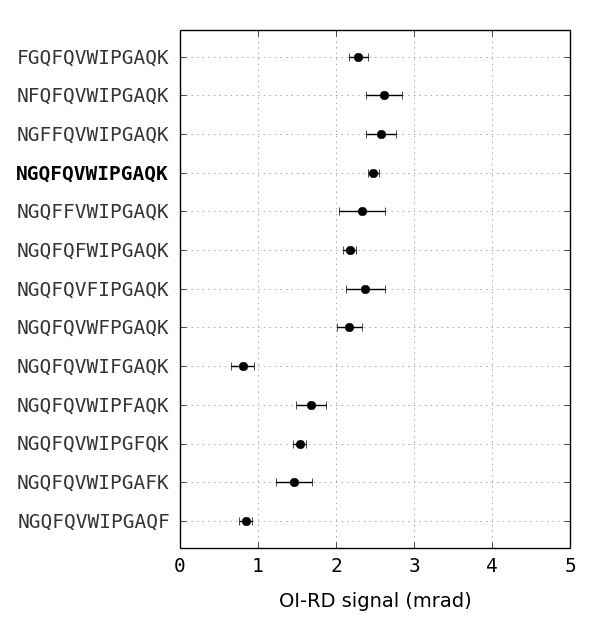 FGQFQVWIPGAQK
NFQFQVWIPGAQK
NGFFQVWIPGAQK
NGQFQVWIPGAQK
NGQFFVWIPGAQK
NGQFQFWIPGAQK
NGQFQVFIPGAQK
NGQFQVWFPGAQK
NGQFQVWIFGAQK
NGQFQVWIPFAQK
NGQFQVWIPGFQK
NGQFQVWIPGAFK
NGQFQVWIPGAQF
0 1 2 3 4 5
OI-RD signal (mrad)